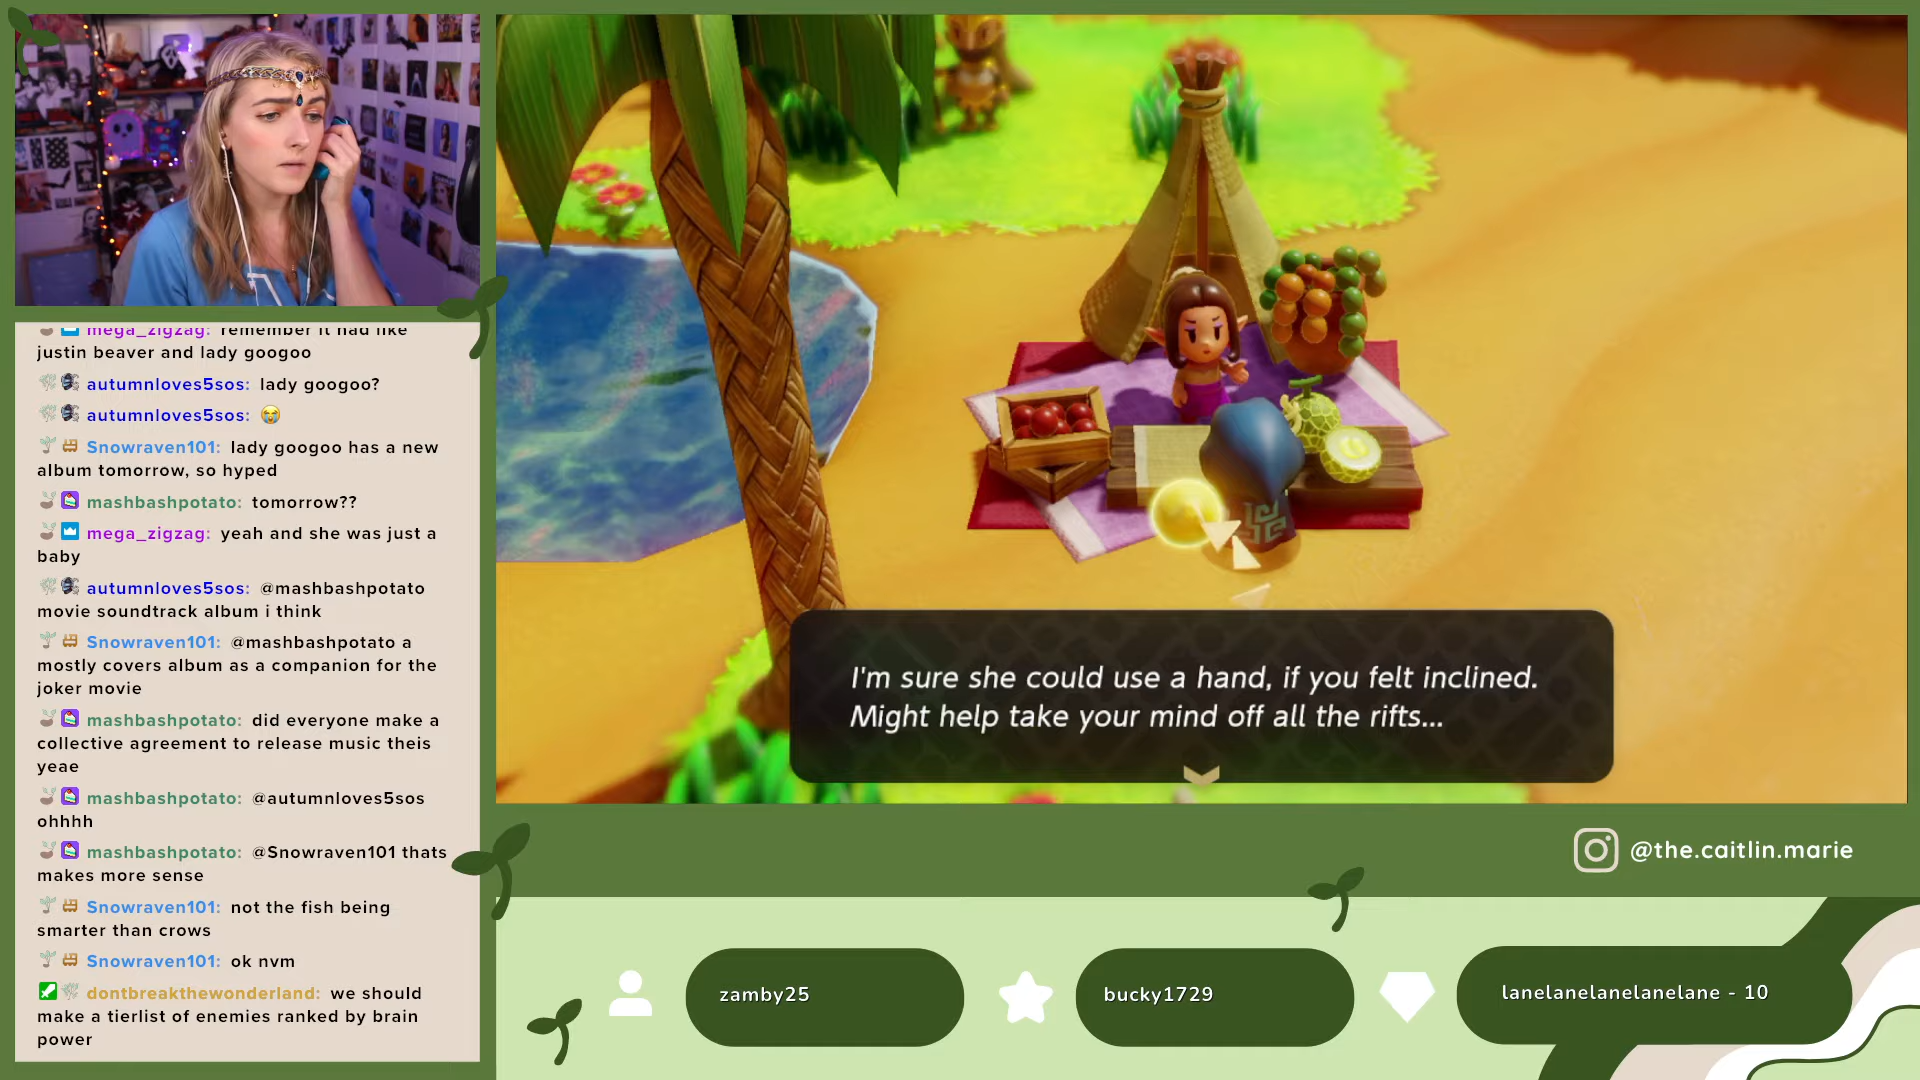 mega_zigzag: remember it had like
justin beaver and lady googoo
autumnloves5sos: lady googoo?
autumnloves5sos: 😭
Snowraven101: lady googoo has a new
album tomorrow, so hyped
mashbashpotato: tomorrow??
mega_zigzag: yeah and she was just a
baby
autumnloves5sos: @mashbashpotato
movie soundtrack album i think
Snowraven101: @mashbashpotato a
mostly covers album as a companion for the
joker movie
mashbashpotato: did everyone make a
collective agreement to release music theis
yeae
mashbashpotato: @autumnloves5sos
ohhhh
mashbashpotato: @Snowraven101 thats
makes more sense
Snowraven101: not the fish being
smarter than crows
Snowraven101: ok nvm
dontbreakthewonderland: we should
make a tierlist of enemies ranked by brain
power
I'm sure she could use a hand, if you felt inclined.
Might help take your mind off all the rifts...
@the.caitlin.marie
zamby25
bucky1729
lanelanelanelanelane - 10